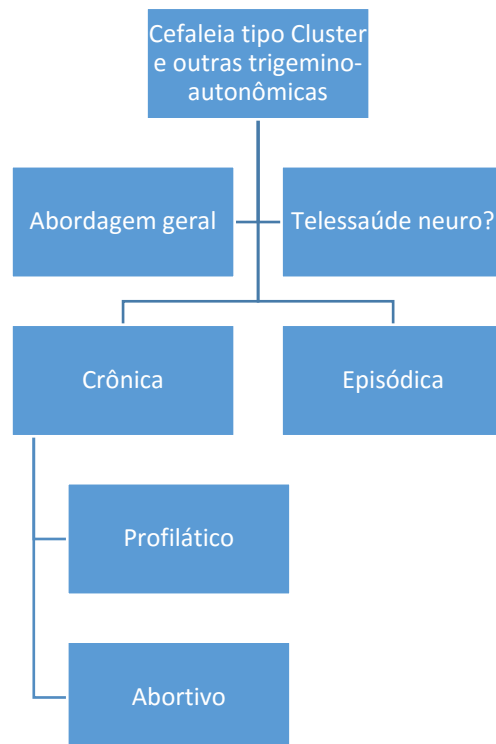 Cefaleia tipo Cluster
e outras trigemino-
autonômicas
Abordagem geral
Telessaúde neuro?
Crônica
Episódica
Profilático
Abortivo